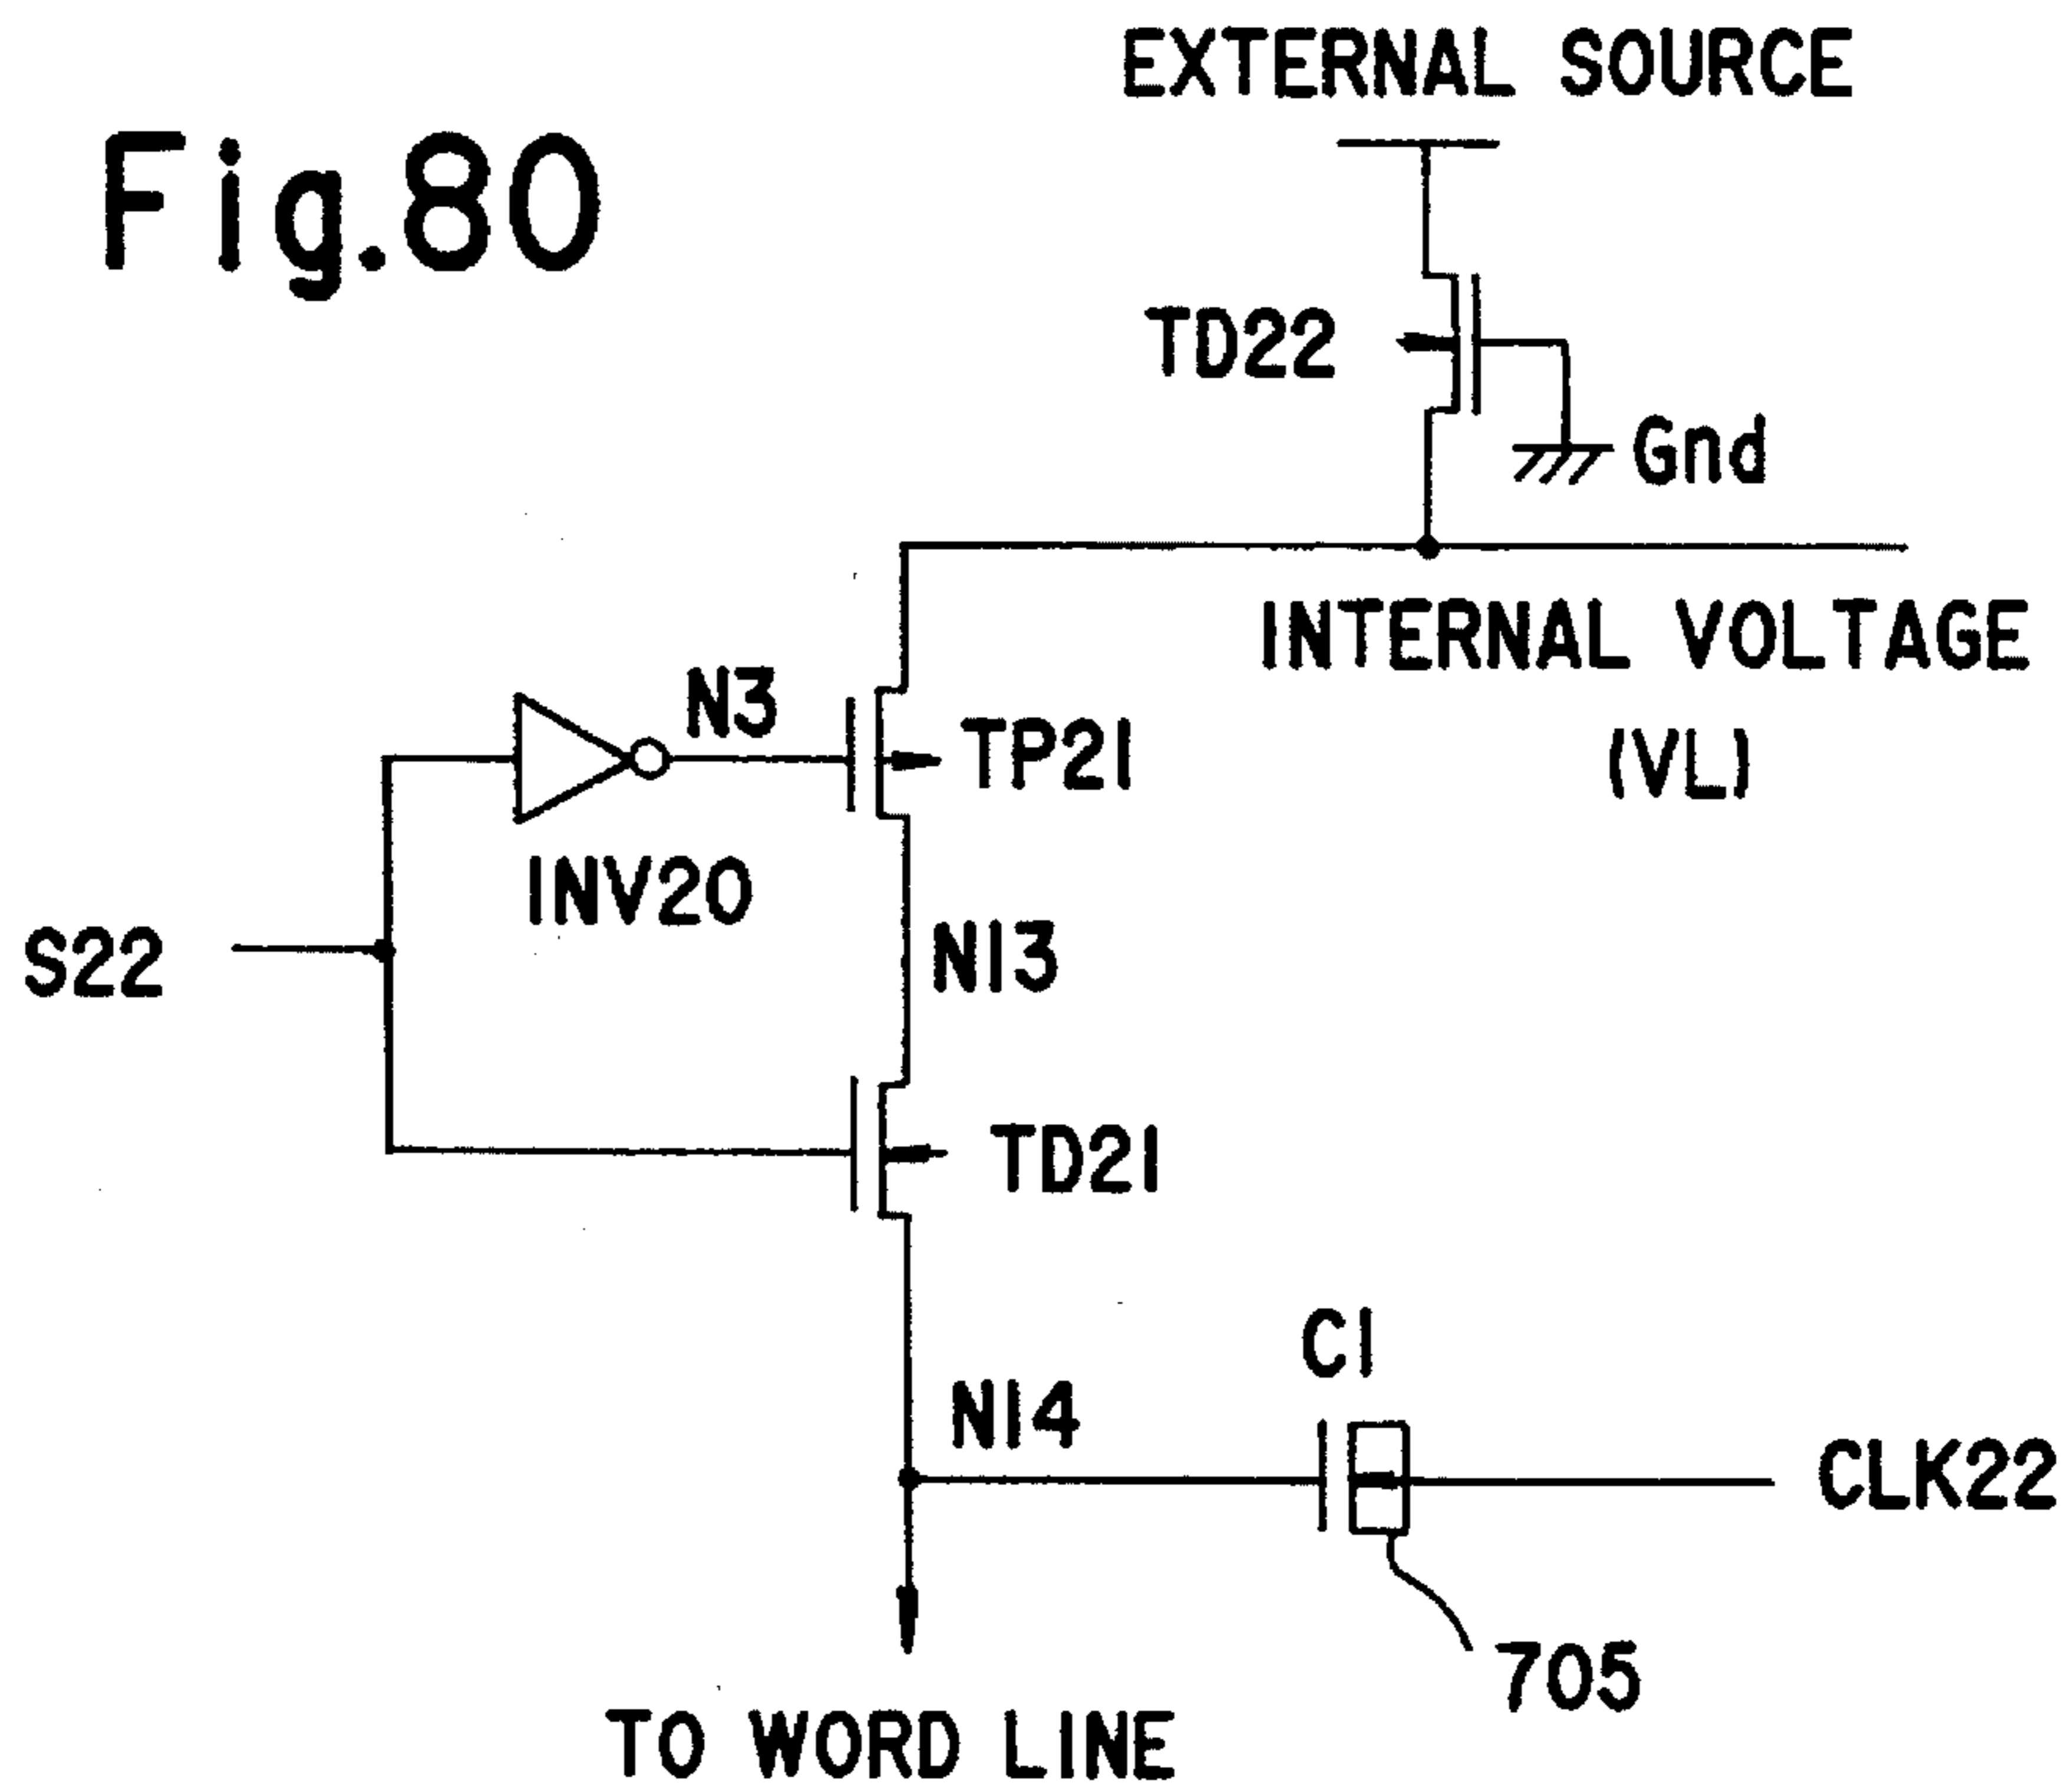 EXTERNAL SOURCE
Fig.80
TD22
Gnd
INTERNAL VOLTAGE
(VL)
N3
TP21
INV20
S22
N13
TD21
C1
N14
CLK22
705
TO WORD LINE